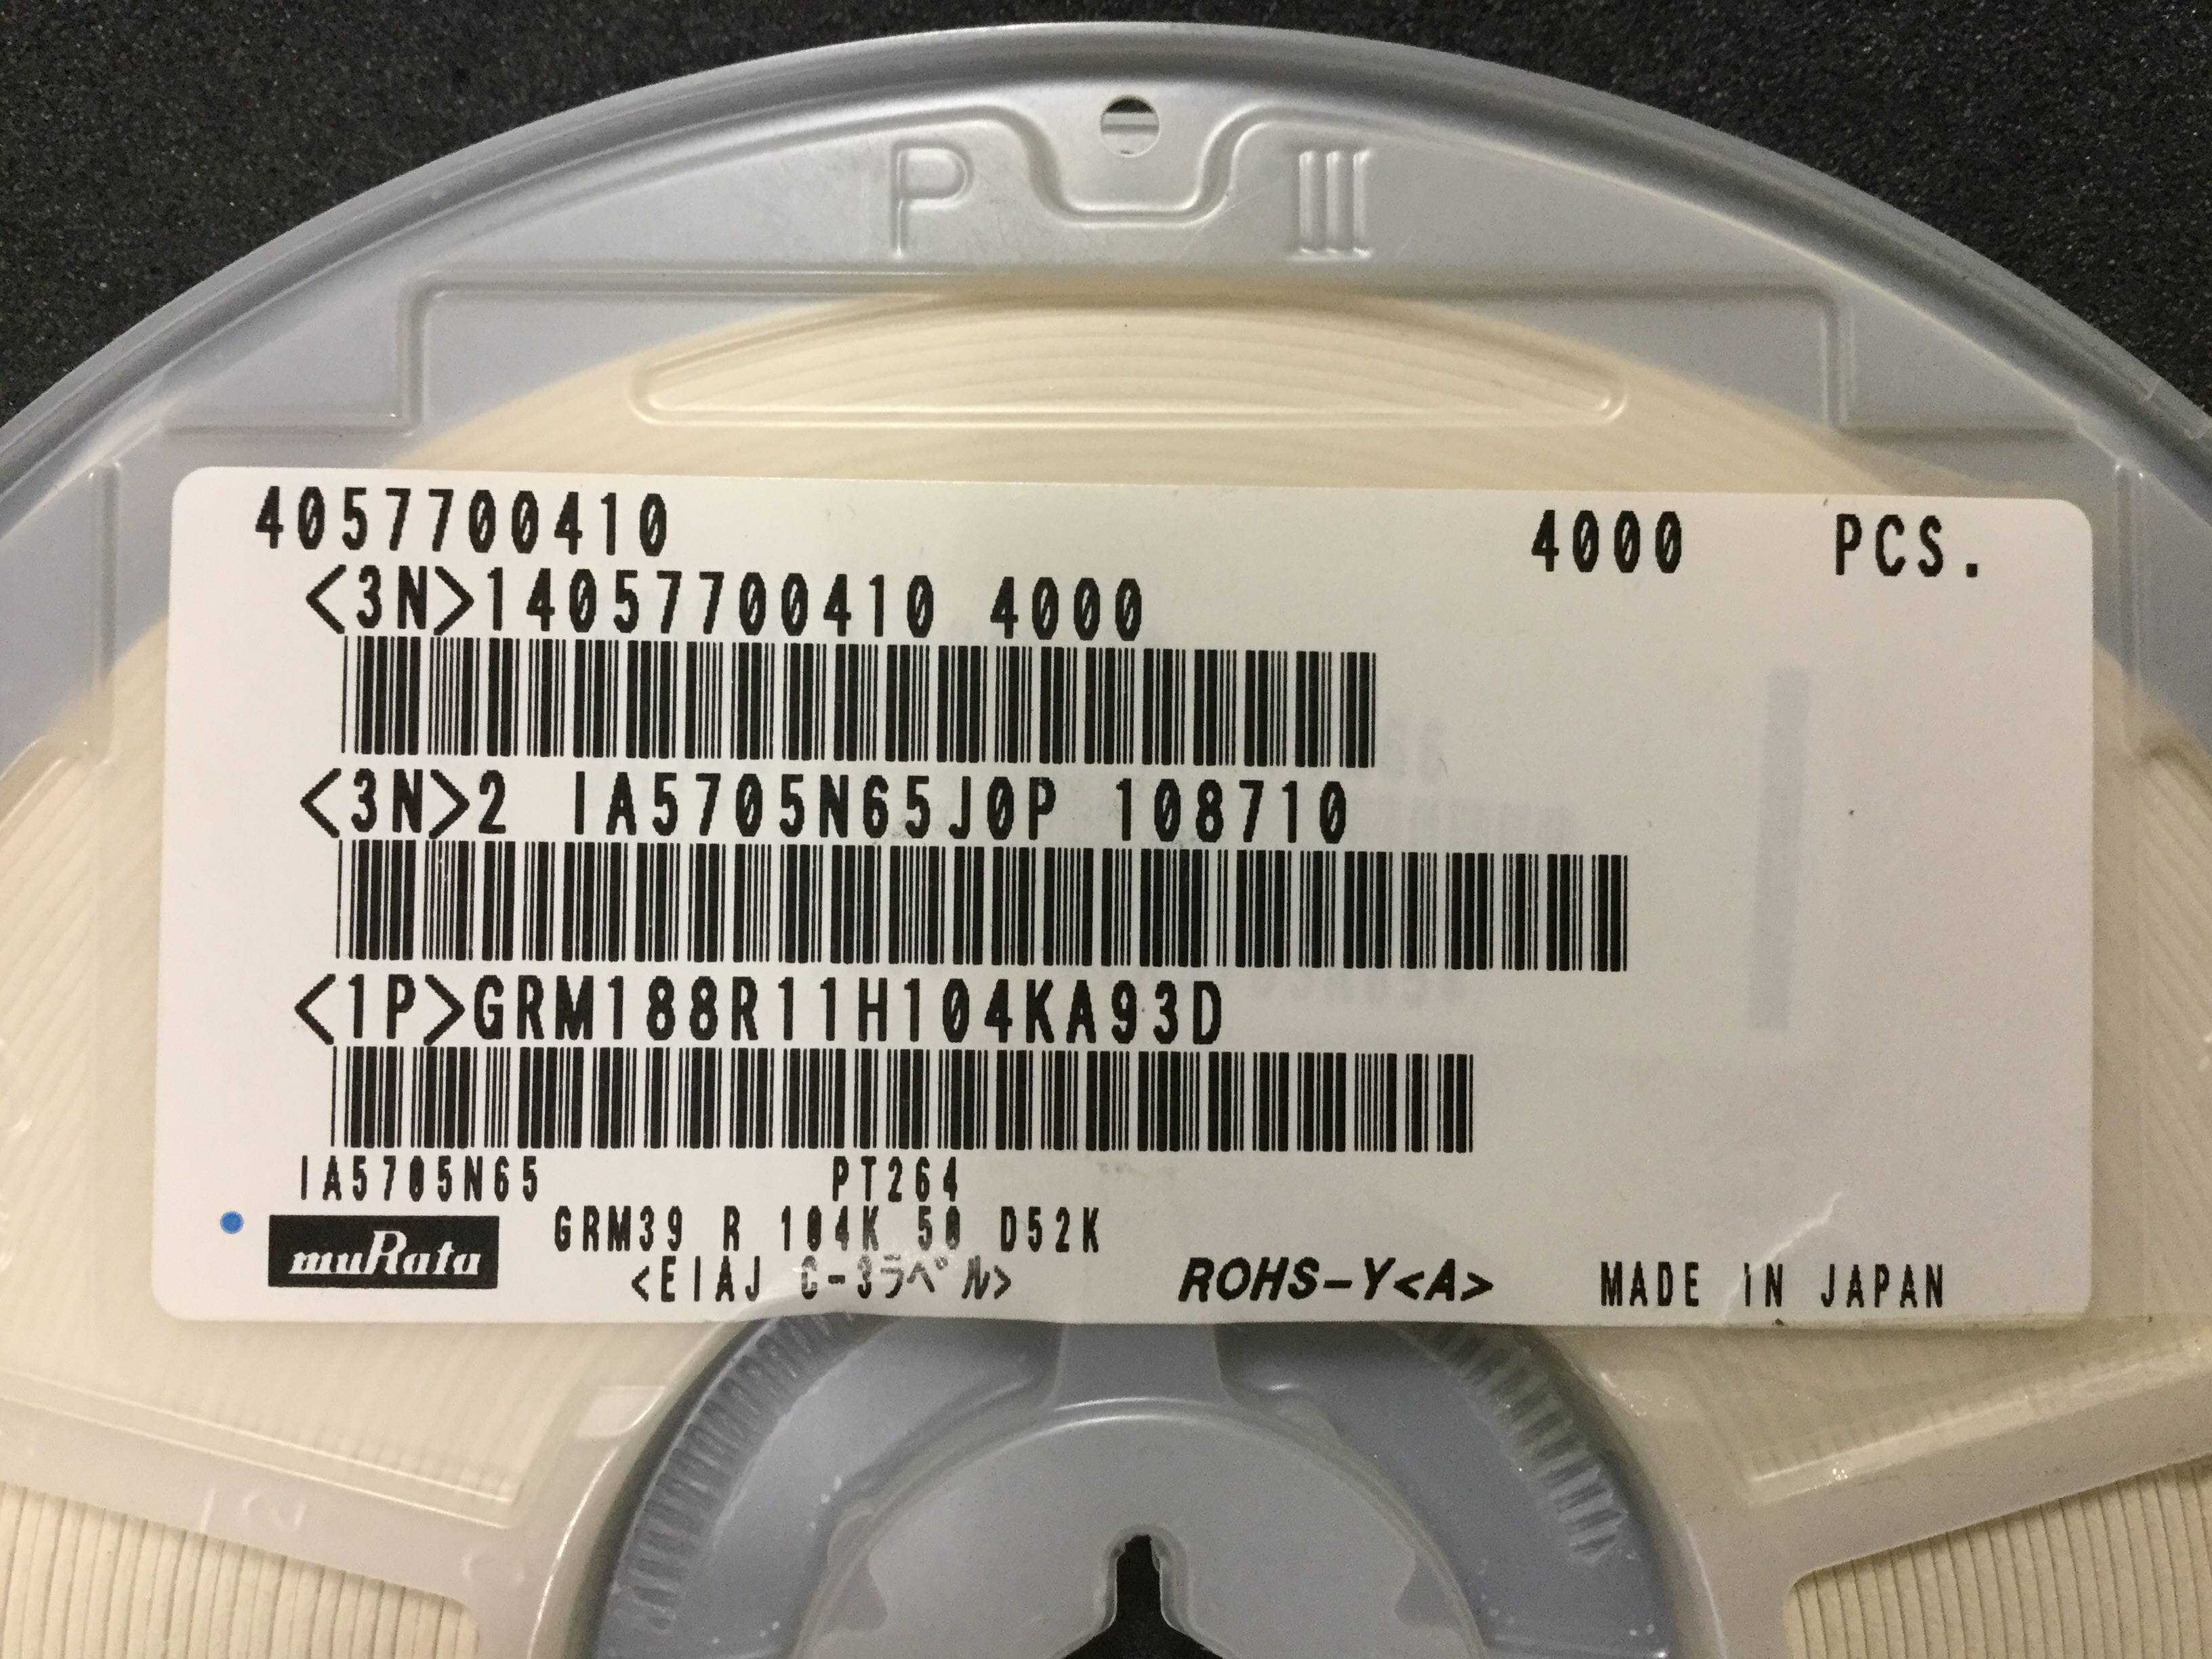 P III
4057700410 4000 PCS.
<3N>14057700410 4000
<3N>2 IA5705N65J0P 108710
<1P>GRM188R11H104KA93D
IA5705N65 PT264
muRata GRM39 R 104K 50 D52K
<EIAJ C-3ラベル> ROHS-Y<A> MADE IN JAPAN